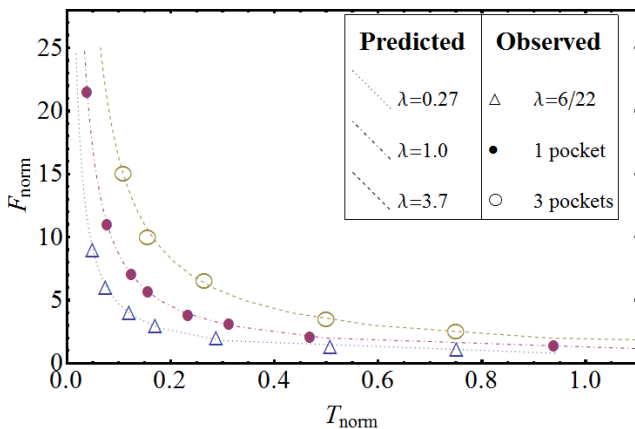 25
20
15
10
5
0
0.0 0.2 0.4 0.6 0.8 1.0
F_norm
T_norm
Predicted Observed
λ=0.27 λ=6/22
λ=1.0 1 pocket
λ=3.7 3 pockets